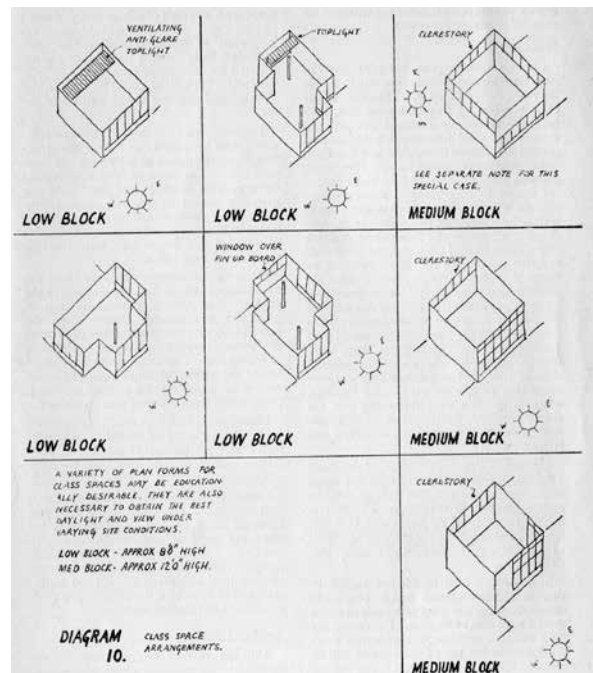 VENTILATING
ANTI-GLARE
TOPLIGHT
W
E
LOW BLOCK
TOPLIGHT
W
E
LOW BLOCK
CLERESTORY
SEE SEPARATE NOTE FOR THIS
SPECIAL CASE.
MEDIUM BLOCK
LOW BLOCK
WINDOW OVER
PIN UP BOARD
LOW BLOCK
CLERESTORY
W
E
MEDIUM BLOCK
A VARIETY OF PLAN FORMS FOR
CLASS SPACES MAY BE EDUCATION-
ALLY DESIRABLE. THEY ARE ALSO
NECESSARY TO OBTAIN THE BEST
DAYLIGHT AND VIEW UNDER
VARYING SITE CONDITIONS.
LOW BLOCK - APPROX 8'8" HIGH
MED BLOCK - APPROX 12'0" HIGH.
DIAGRAM
10.
CLASS SPACE
ARRANGEMENTS.
CLERESTORY
MEDIUM BLOCK